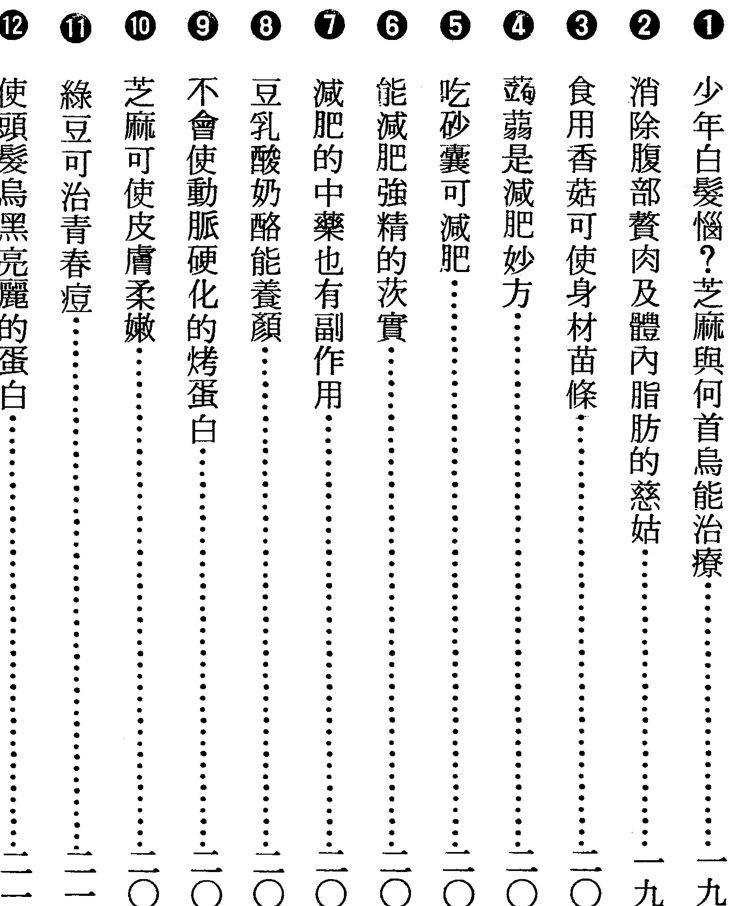 ❶ 少年白髮惱？芝麻與何首烏能治療……一九
❷ 消除腹部贅肉及體內脂肪的慈姑……一九
❸ 食用香菇可使身材苗條……二〇
❹ 蒟蒻是減肥妙方……二〇
❺ 吃砂囊可減肥……二〇
❻ 能減肥強精的茨實……二〇
❼ 減肥的中藥也有副作用……二〇
❽ 豆乳酸奶酪能養顏……二〇
❾ 不會使動脈硬化的烤蛋白……二〇
❿ 芝麻可使皮膚柔嫩……二〇
⓫ 綠豆可治青春痘……二一
⓬ 使頭髮烏黑亮麗的蛋白……二一